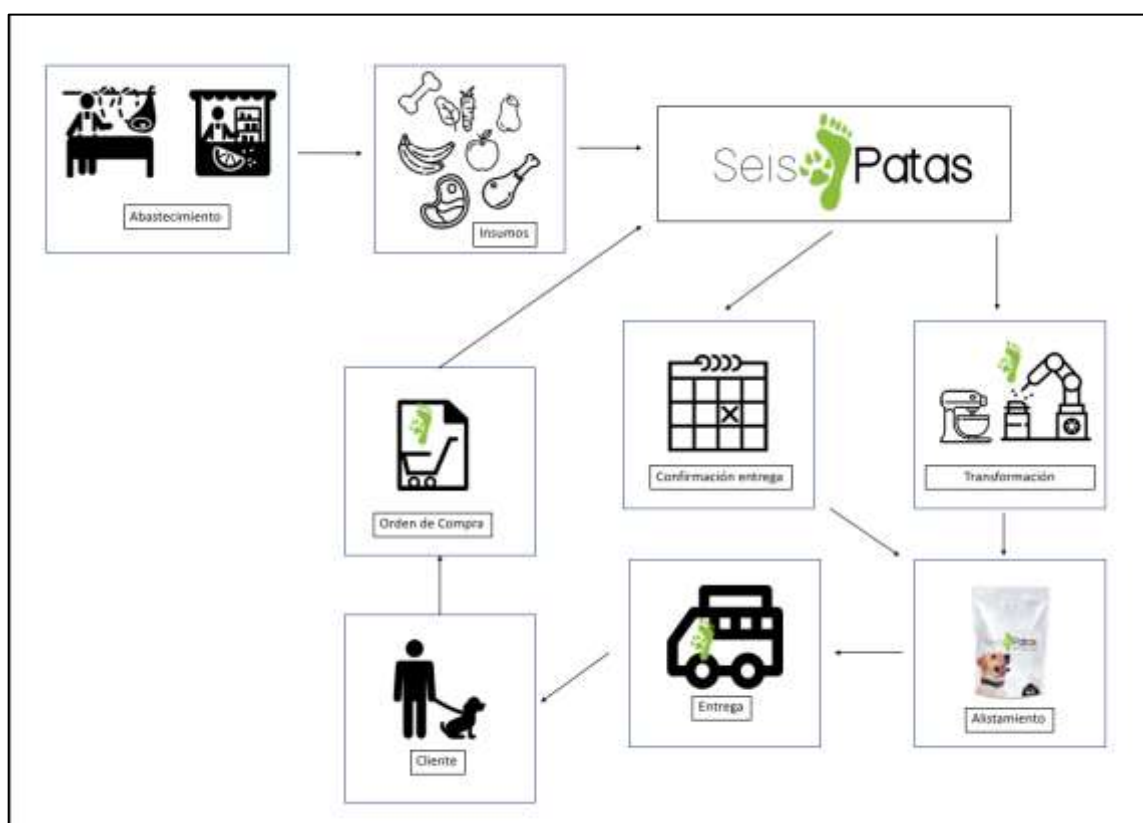 Abastecimiento
Insumos
Seis Patas
Confirmación entrega
Transformación
Orden de Compra
Entrega
Alistamiento
Cliente